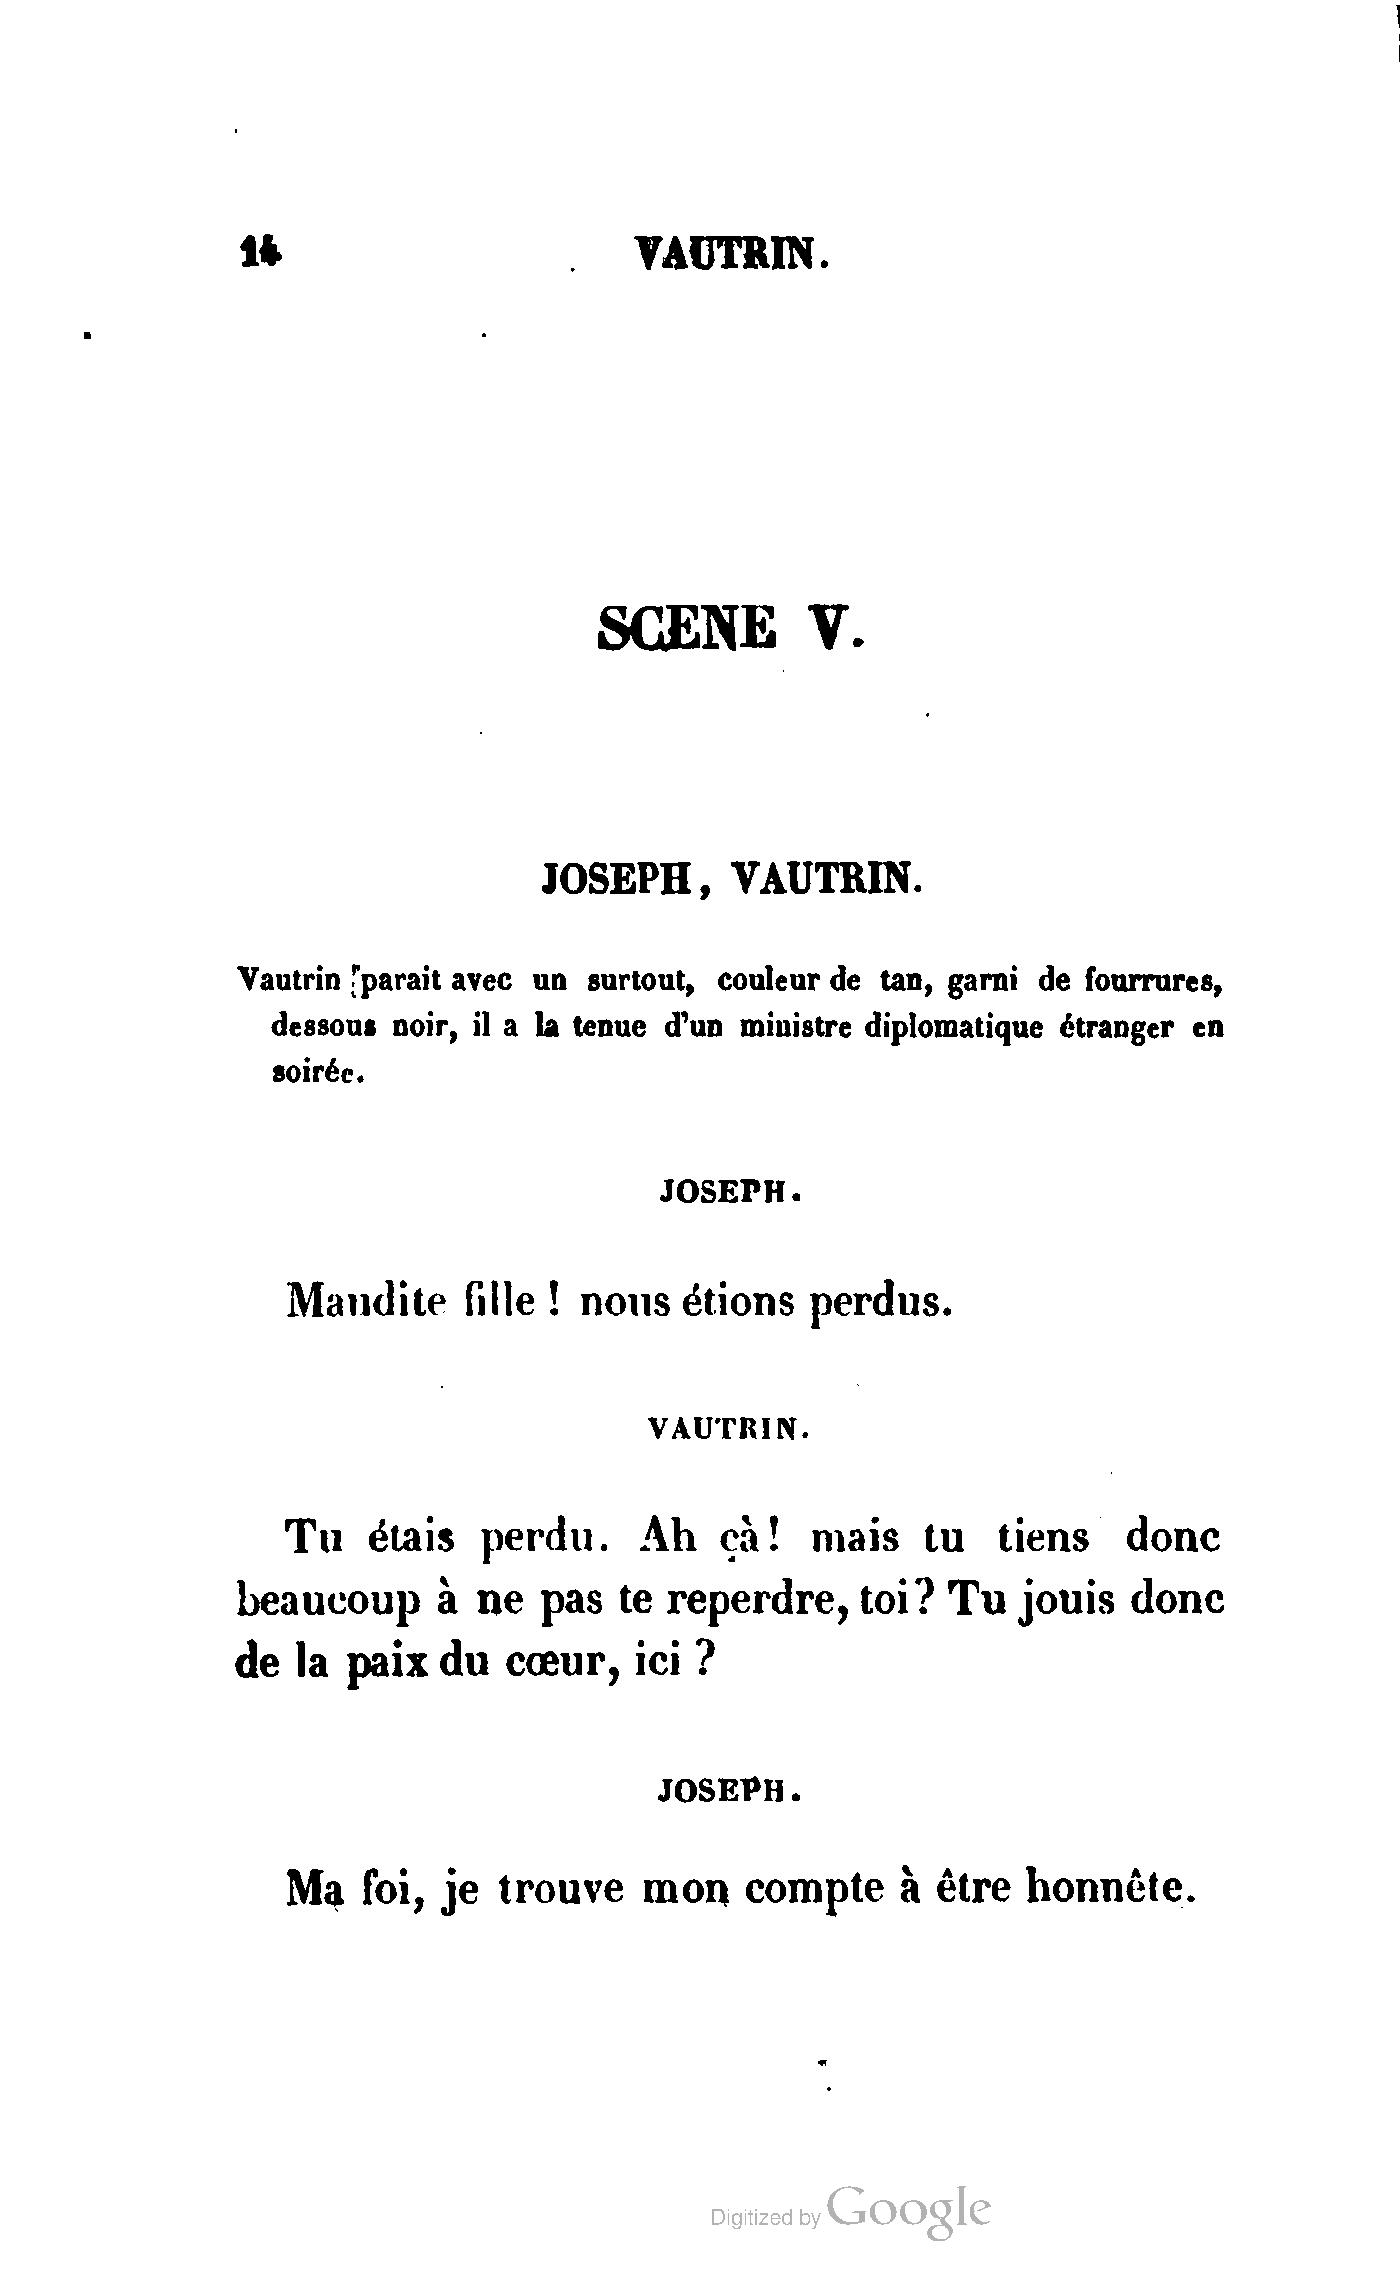 14 VAUTRIN.
SCENE V.
JOSEPH, VAUTRIN.
Vautrin parait avec un surtout, couleur de tan, garni de fourrures,
dessous noir, il a la tenue d'un ministre diplomatique étranger en
soirée.
JOSEPH.
Maudite fille ! nous étions perdus.
VAUTRIN.
Tu étais perdu. Ah çà! mais tu tiens donc
beaucoup à ne pas te reperdre, toi? Tu jouis donc
de la paix du cœur, ici ?
JOSEPH.
Ma foi, je trouve mon compte à être honnête.
Digitized by Google